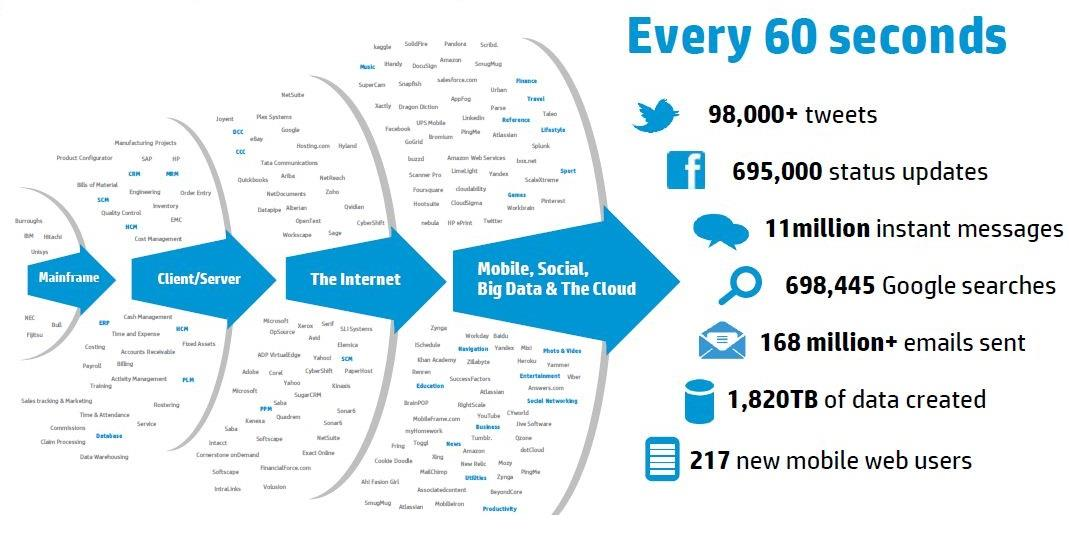 Every 60 seconds
98,000+ tweets
695,000 status updates
11million instant messages
698,445 Google searches
168 million+ emails sent
1,820TB of data created
217 new mobile web users
Mainframe
Burroughs
IBM Hitachi
Unisys
NEC Bull
Fijitsu
Client/Server
Manufacturing Projects
Product Configurator SAP HP
CRM MRM
Bills of Material
Engineering Order Entry
SCM
Inventory
Quality Control
EMC
HCM
Cost Management
Cash Management
ERP HCM
Time and Expense
Fixed Assets
Costing
Accounts Receivable
Payroll Billing
Activity Management PLM
Training
Sales tracking & Marketing
Rostering
Time & Attendance
Service
Commissions
Database
Claim Processing
Data Warehousing
The Internet
NetSuite
Joyent Plex Systems
DCC Google
eBay
Hosting.com Hyland
CCC
Tata Communications
Quickbooks Ariba NetReach
NetDocuments Zoho
Datapipe Alberian Qvidian
OpenText CyberShift
Workscape Sage
Microsoft Xerox Serif
OpSource SLI Systems
Avid
Elemica
ADP VirtualEdge Yahoo! SCM
Adobe Corel CyberShift PaperHost
Yahoo Kinaxis
Microsoft SugarCRM
Saba
PPM Sonar6
Kenexa Quadrem
Saba Sonar6
Softscape NetSuite
Intacct
Cornerstone onDemand Exact Online
Softscape FinancialForce.com
IntraLinks Volusion
Mobile, Social,
Big Data & The Cloud
kaggle SolidFire Pandora Scribd.
Music iHandy DocuSign Amazon SmugMug
SuperCam Snapfish salesforce.com Finance
Urban
Xactly Dragon Diction AppFog Travel
Parse
LinkedIn Reference Taleo
Facebook UPS Mobile
GoGrid Bromium PingMe Atlassian Lifestyle
Splunk
buzzd Amazon Web Services box.net
Scanner Pro LimeLight Yandex Sport
ScaleXtreme
Foursquare cloudability
Games
Hootsuite CloudSigma Pinterest
Workbrain
nebula HP ePrint Twitter
Zynga
Workday Baidu
iSchedule
Navigation Yandex Mixi Photo & Video
Khan Academy Zillabyte Heroku
Yammer
Renren
SuccessFactors Entertainment Viber
Education
Atlassian Answers.com
Social Networking
BrainPOP RightScale
CYworld
MobileFrame.com YouTube
Business Jive Software
myHomework
Tumblr. Qzone
Fring Toggl News
Amazon dotCloud
Cookie Doodle Xing
New Relic Mozy
MailChimp PingMe
Utilities Zynga
Ah! Fasion Girl
Associatedcontent BeyondCore
SmugMug Atlassian MobileIron
Productivity